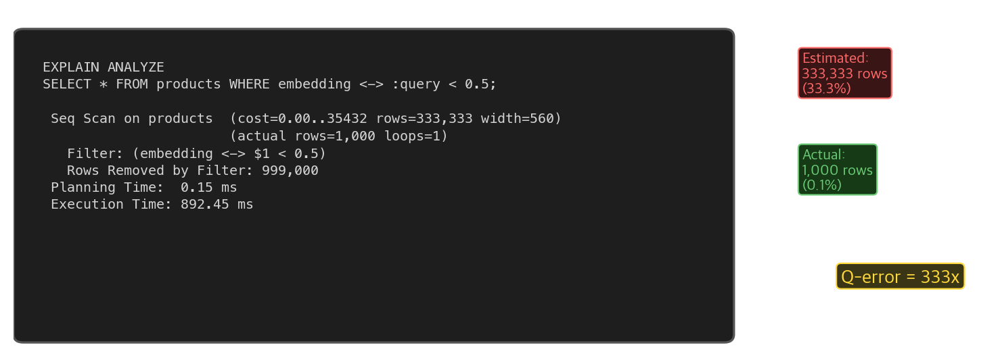 EXPLAIN ANALYZE
SELECT * FROM products WHERE embedding <-> :query < 0.5;
Seq Scan on products  (cost=0.00..35432 rows=333,333 width=560)
(actual rows=1,000 loops=1)
Filter: (embedding <-> $1 < 0.5)
Rows Removed by Filter: 999,000
Planning Time:  0.15 ms
Execution Time: 892.45 ms
Estimated:
333,333 rows
(33.3%)
Actual:
1,000 rows
(0.1%)
Q-error = 333x